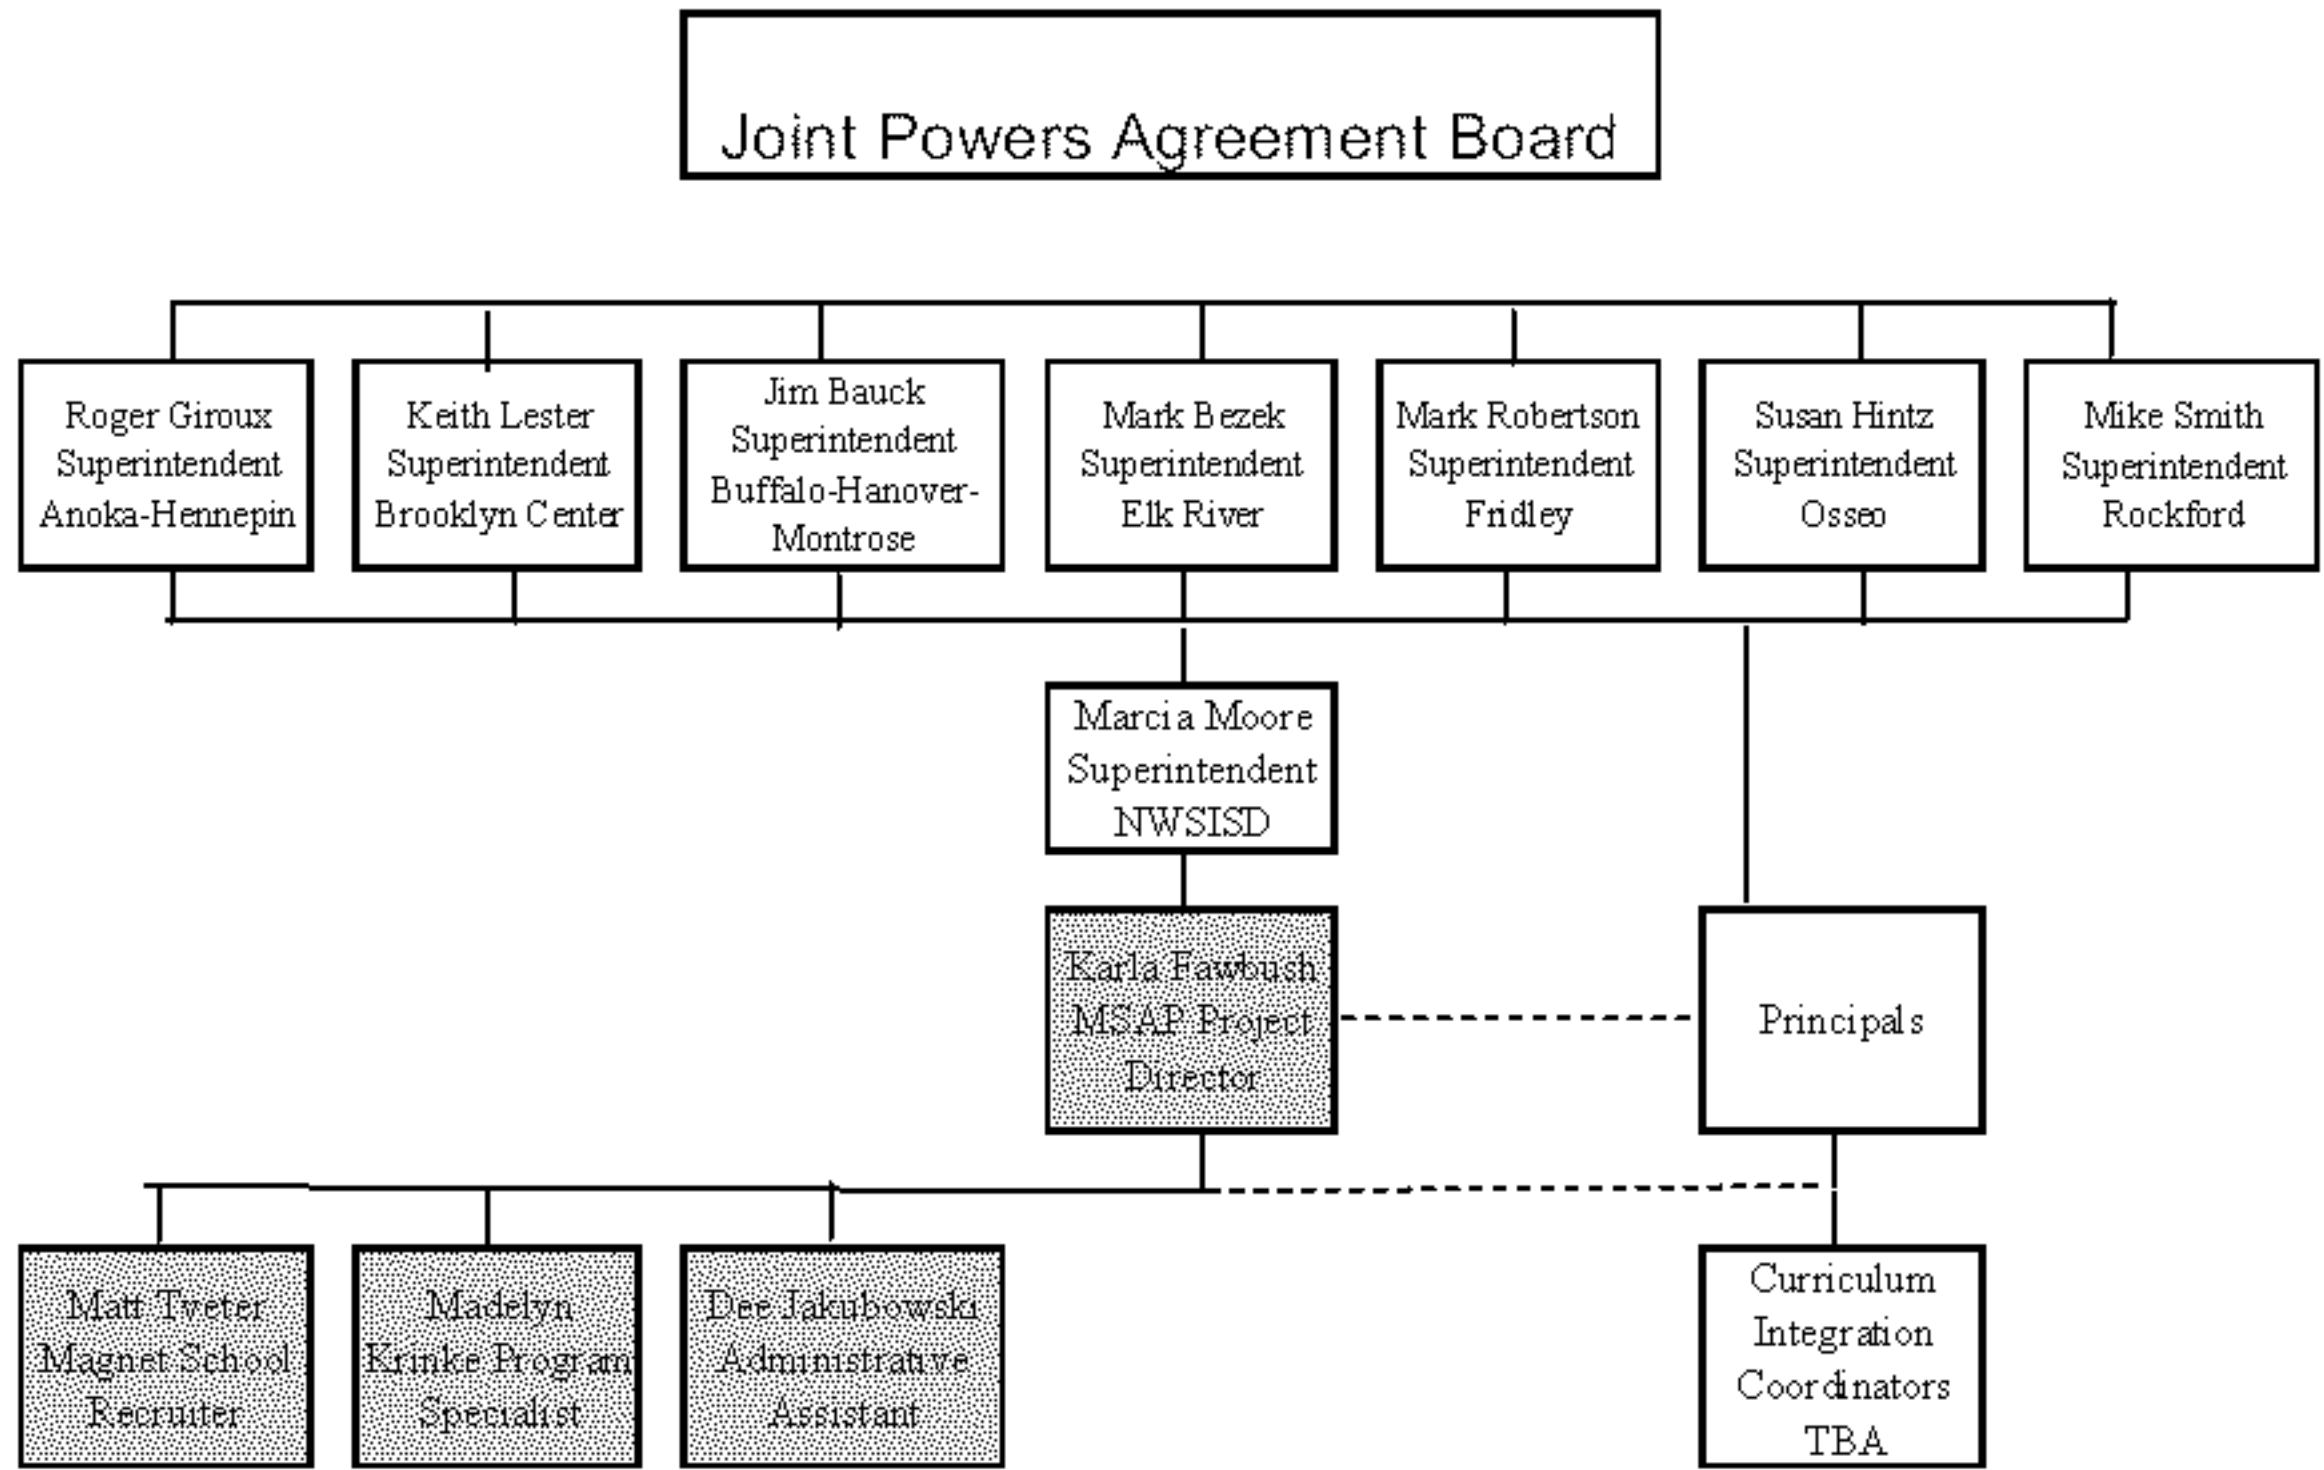 Joint Powers Agreement Board
Roger Giroux
Superintendent
Anoka-Hennepin
Keith Lester
Superintendent
Brooklyn Center
Jim Bauck
Superintendent
Buffalo-Hanover-
Montrose
Mark Bezek
Superintendent
Elk River
Mark Robertson
Superintendent
Fridley
Susan Hintz
Superintendent
Osseo
Mike Smith
Superintendent
Rockford
Marcia Moore
Superintendent
NWSISD
Karla Fawbush
MSAP Project
Director
Principals
Matt Tveter
Magnet School
Recruiter
Madelyn
Krinke Program
Specialist
Dee Jakubowski
Administrative
Assistant
Curriculum
Integration
Coordinators
TBA